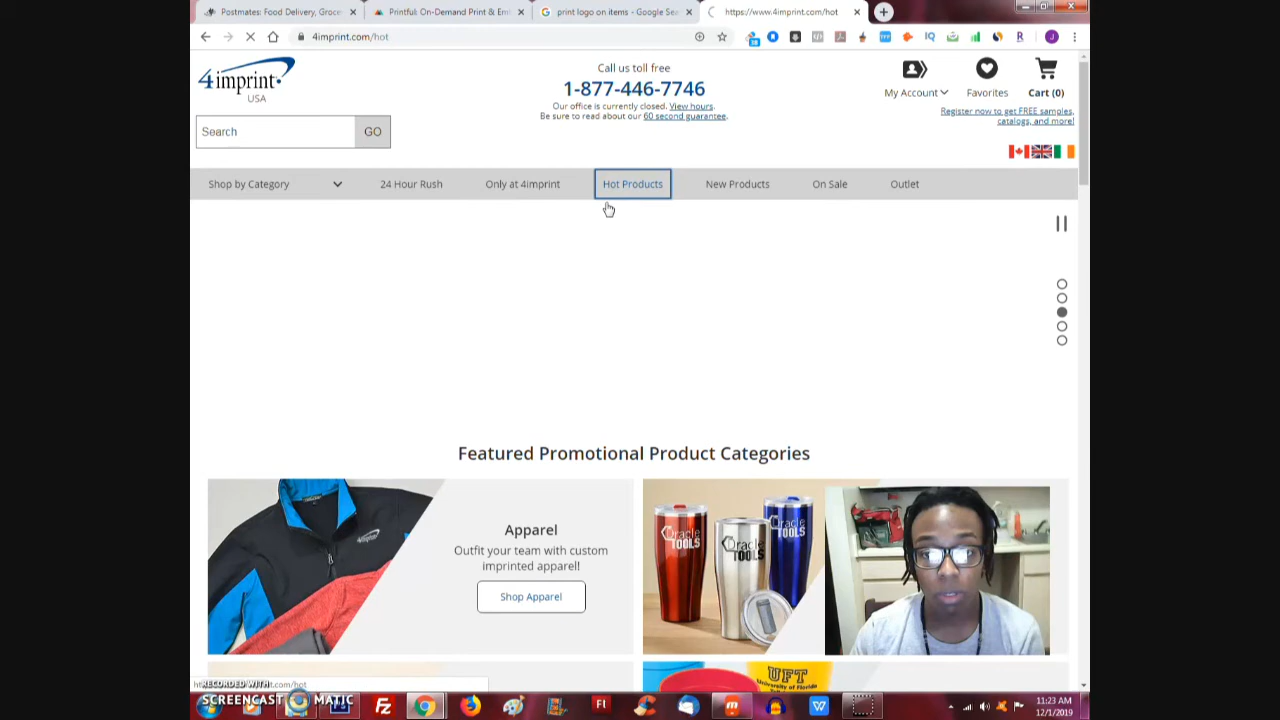 Postmates: Food Delivery, Groce
Printful: On-Demand Print & Em
print logo on items - Google Sea
https://www.4imprint.com/hot
4imprint.com/hot
4imprint
USA
Call us toll free
1-877-446-7746
Our office is currently closed. View hours.
Be sure to read about our 60 second guarantee.
My Account
Favorites
Cart (0)
Register now to get FREE samples,
catalogs, and more!
Search
GO
Shop by Category
24 Hour Rush
Only at 4imprint
Hot Products
New Products
On Sale
Outlet
Featured Promotional Product Categories
Apparel
Outfit your team with custom
imprinted apparel!
Shop Apparel
Oracle
TOOLS
Oracle
TOOLS
Oracle
TOOLS
UFT
University of Florida
RECORDED WITH
SCREENCAST MATIC
11:23 AM
12/1/2019